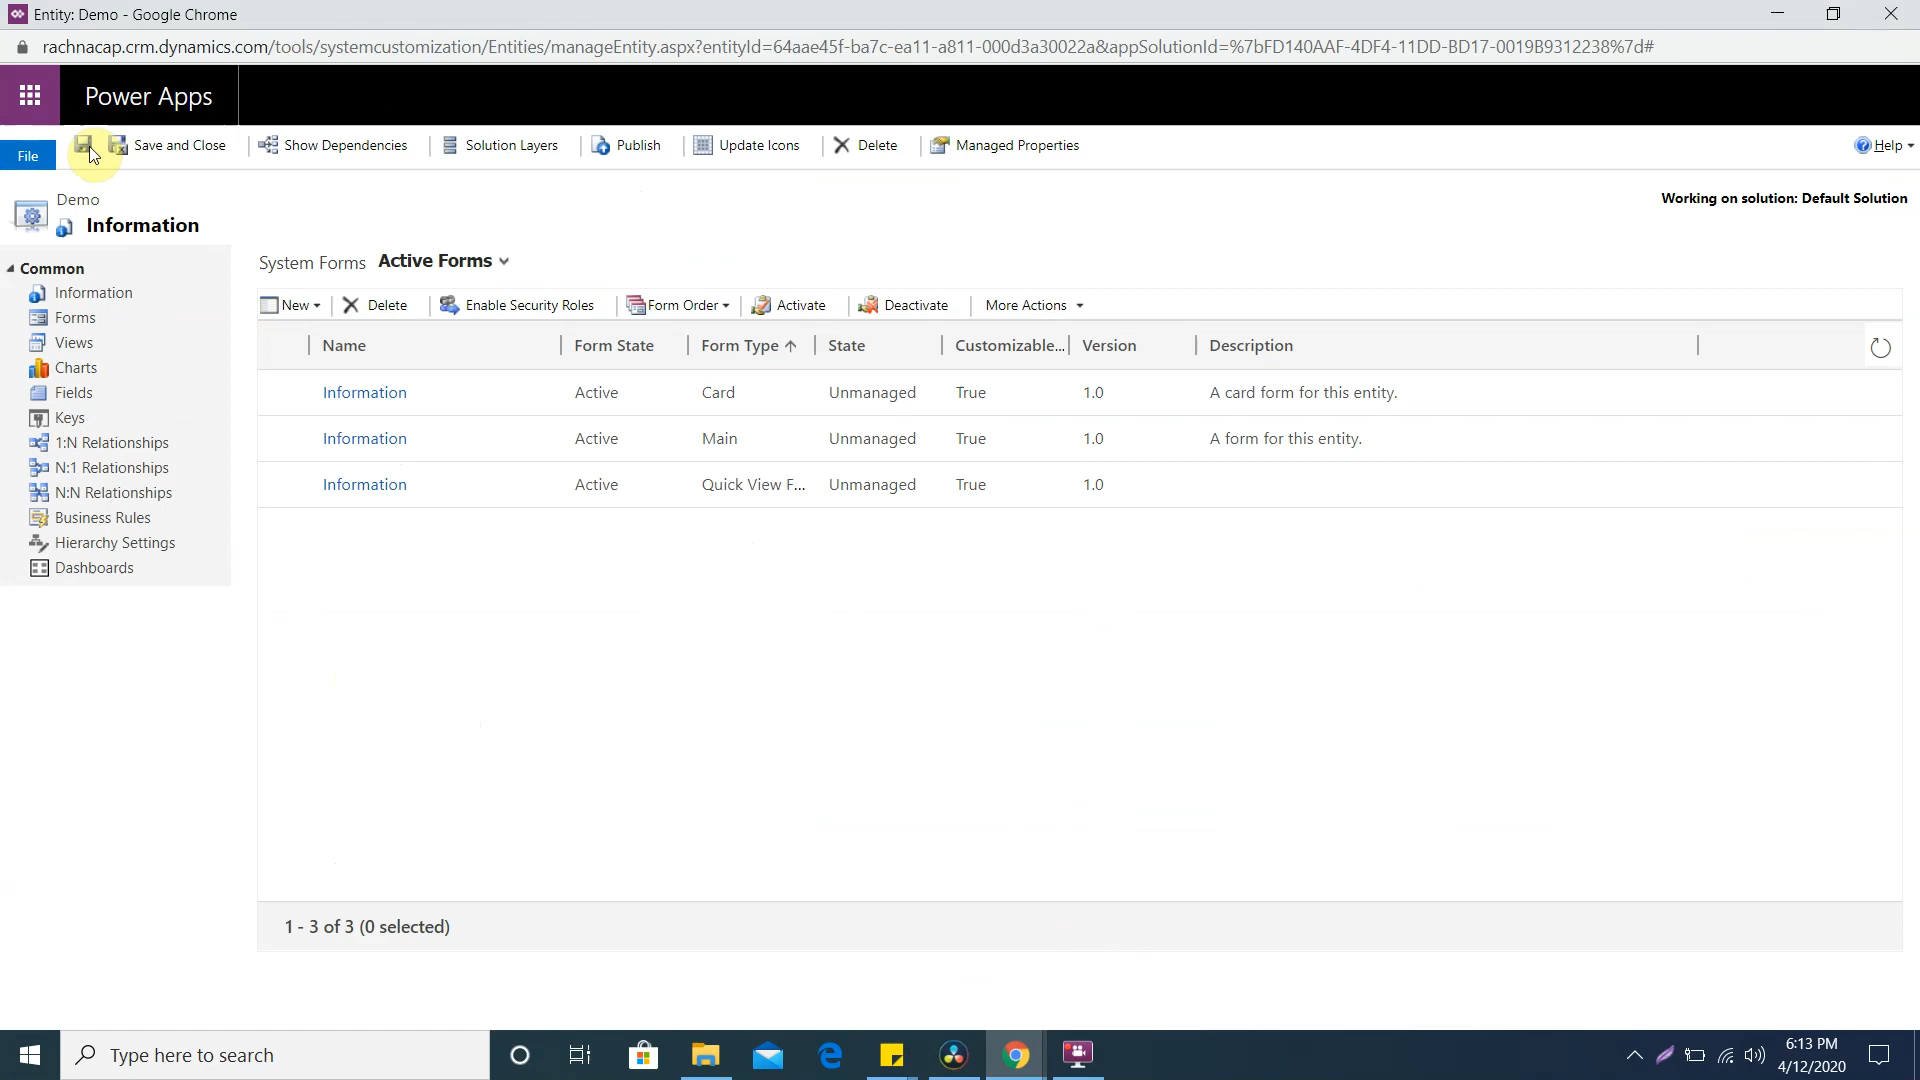 Entity: Demo - Google Chrome
rachnacap.crm.dynamics.com/tools/systemcustomization/Entities/manageEntity.aspx?entityId=64aae45f-ba7c-ea11-a811-000d3a30022a&appSolutionId=%7bFD140AAF-4DF4-11DD-BD17-0019B9312238%7d#
Power Apps
File Save and Close Show Dependencies Solution Layers Publish Update Icons Delete Managed Properties Help
Demo
Information
Working on solution: Default Solution
Common
Information
Forms
Views
Charts
Fields
Keys
1:N Relationships
N:1 Relationships
N:N Relationships
Business Rules
Hierarchy Settings
Dashboards
System Forms Active Forms
New Delete Enable Security Roles Form Order Activate Deactivate More Actions
Name Form State Form Type State Customizable... Version Description
Information Active Card Unmanaged True 1.0 A card form for this entity.
Information Active Main Unmanaged True 1.0 A form for this entity.
Information Active Quick View F... Unmanaged True 1.0
1 - 3 of 3 (0 selected)
Type here to search
6:13 PM
4/12/2020